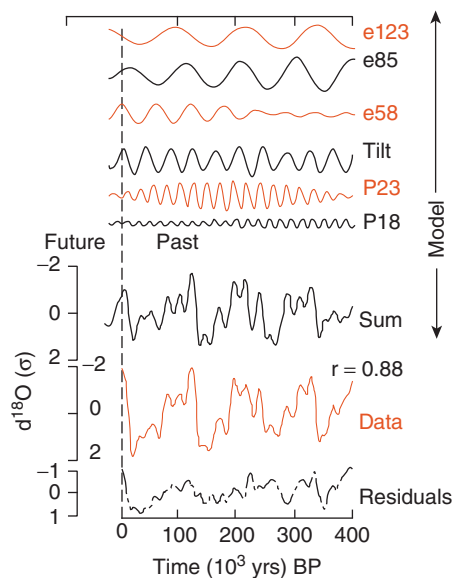 e123
e85
e58
Tilt
P23
P18
Model
Future Past
−2
0
2
Sum
r = 0.88
d18O (σ)
−2
0
2
Data
−1
0
1
Residuals
0 100 200 300 400
Time (10³ yrs) BP